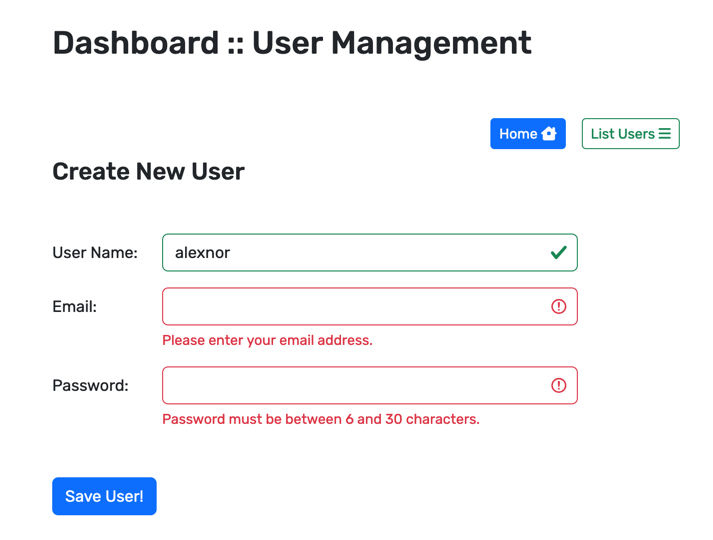 Dashboard :: User Management
Home
List Users
Create New User
User Name:
alexnor
Email:
Please enter your email address.
Password:
Password must be between 6 and 30 characters.
Save User!